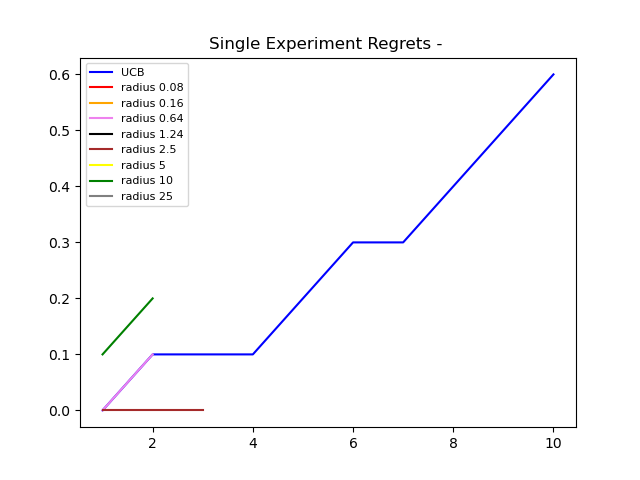 Single Experiment Regrets -
UCB
radius 0.08
radius 0.16
radius 0.64
radius 1.24
radius 2.5
radius 5
radius 10
radius 25
0.6
0.5
0.4
0.3
0.2
0.1
0.0
2 4 6 8 10